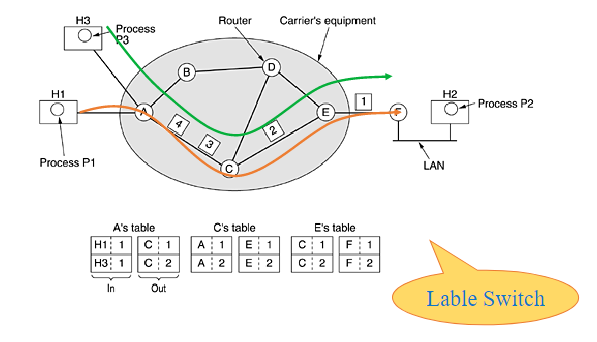 H3
Process
P3
Router
Carrier's equipment
B
D
H1
A
4
3
2
C
E
1
F
H2
Process P2
Process P1
LAN
A's table
C's table
E's table
H1 1 C 1 A 1 E 1 C 1 F 1
H3 1 C 2 A 2 E 2 C 2 F 2
In Out
Lable Switch